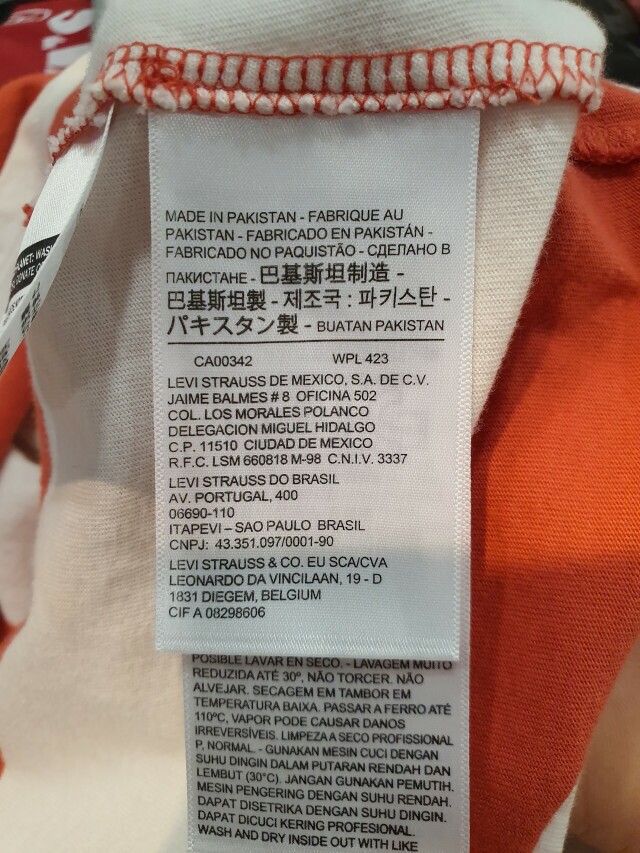 PLANET: WASH
DONATE
MADE IN PAKISTAN - FABRIQUE AU
PAKISTAN - FABRICADO EN PAKISTÁN -
FABRICADO NO PAQUISTÃO - СДЕЛАНО В
ПАКИСТАНЕ - 巴基斯坦制造 -
巴基斯坦製 - 제조국 : 파키스탄 -
パキスタン製 - BUATAN PAKISTAN
CA00342 WPL 423
LEVI STRAUSS DE MEXICO, S.A. DE C.V.
JAIME BALMES # 8 OFICINA 502
COL. LOS MORALES POLANCO
DELEGACION MIGUEL HIDALGO
C.P. 11510 CIUDAD DE MEXICO
R.F.C. LSM 660818 M-98 C.N.I.V. 3337
LEVI STRAUSS DO BRASIL
AV. PORTUGAL, 400
06690-110
ITAPEVI – SAO PAULO BRASIL
CNPJ: 43.351.097/0001-90
LEVI STRAUSS & CO. EU SCA/CVA
LEONARDO DA VINCILAAN, 19 - D
1831 DIEGEM, BELGIUM
CIF A 08298606
POSIBLE LAVAR EN SECO. - LAVAGEM MUITO
REDUZIDA ATÉ 30º, NÃO TORCER. NÃO
ALVEJAR. SECAGEM EM TAMBOR EM
TEMPERATURA BAIXA. PASSAR A FERRO ATÉ
110ºC, VAPOR PODE CAUSAR DANOS
IRREVERSÍVEIS. LIMPEZA A SECO PROFISSIONAL
P, NORMAL. - GUNAKAN MESIN CUCI DENGAN
SUHU DINGIN DALAM PUTARAN RENDAH DAN
LEMBUT (30°C). JANGAN GUNAKAN PEMUTIH.
MESIN PENGERING DENGAN SUHU RENDAH.
DAPAT DISETRIKA DENGAN SUHU DINGIN.
DAPAT DICUCI KERING PROFESIONAL.
WASH AND DRY INSIDE OUT WITH LIKE